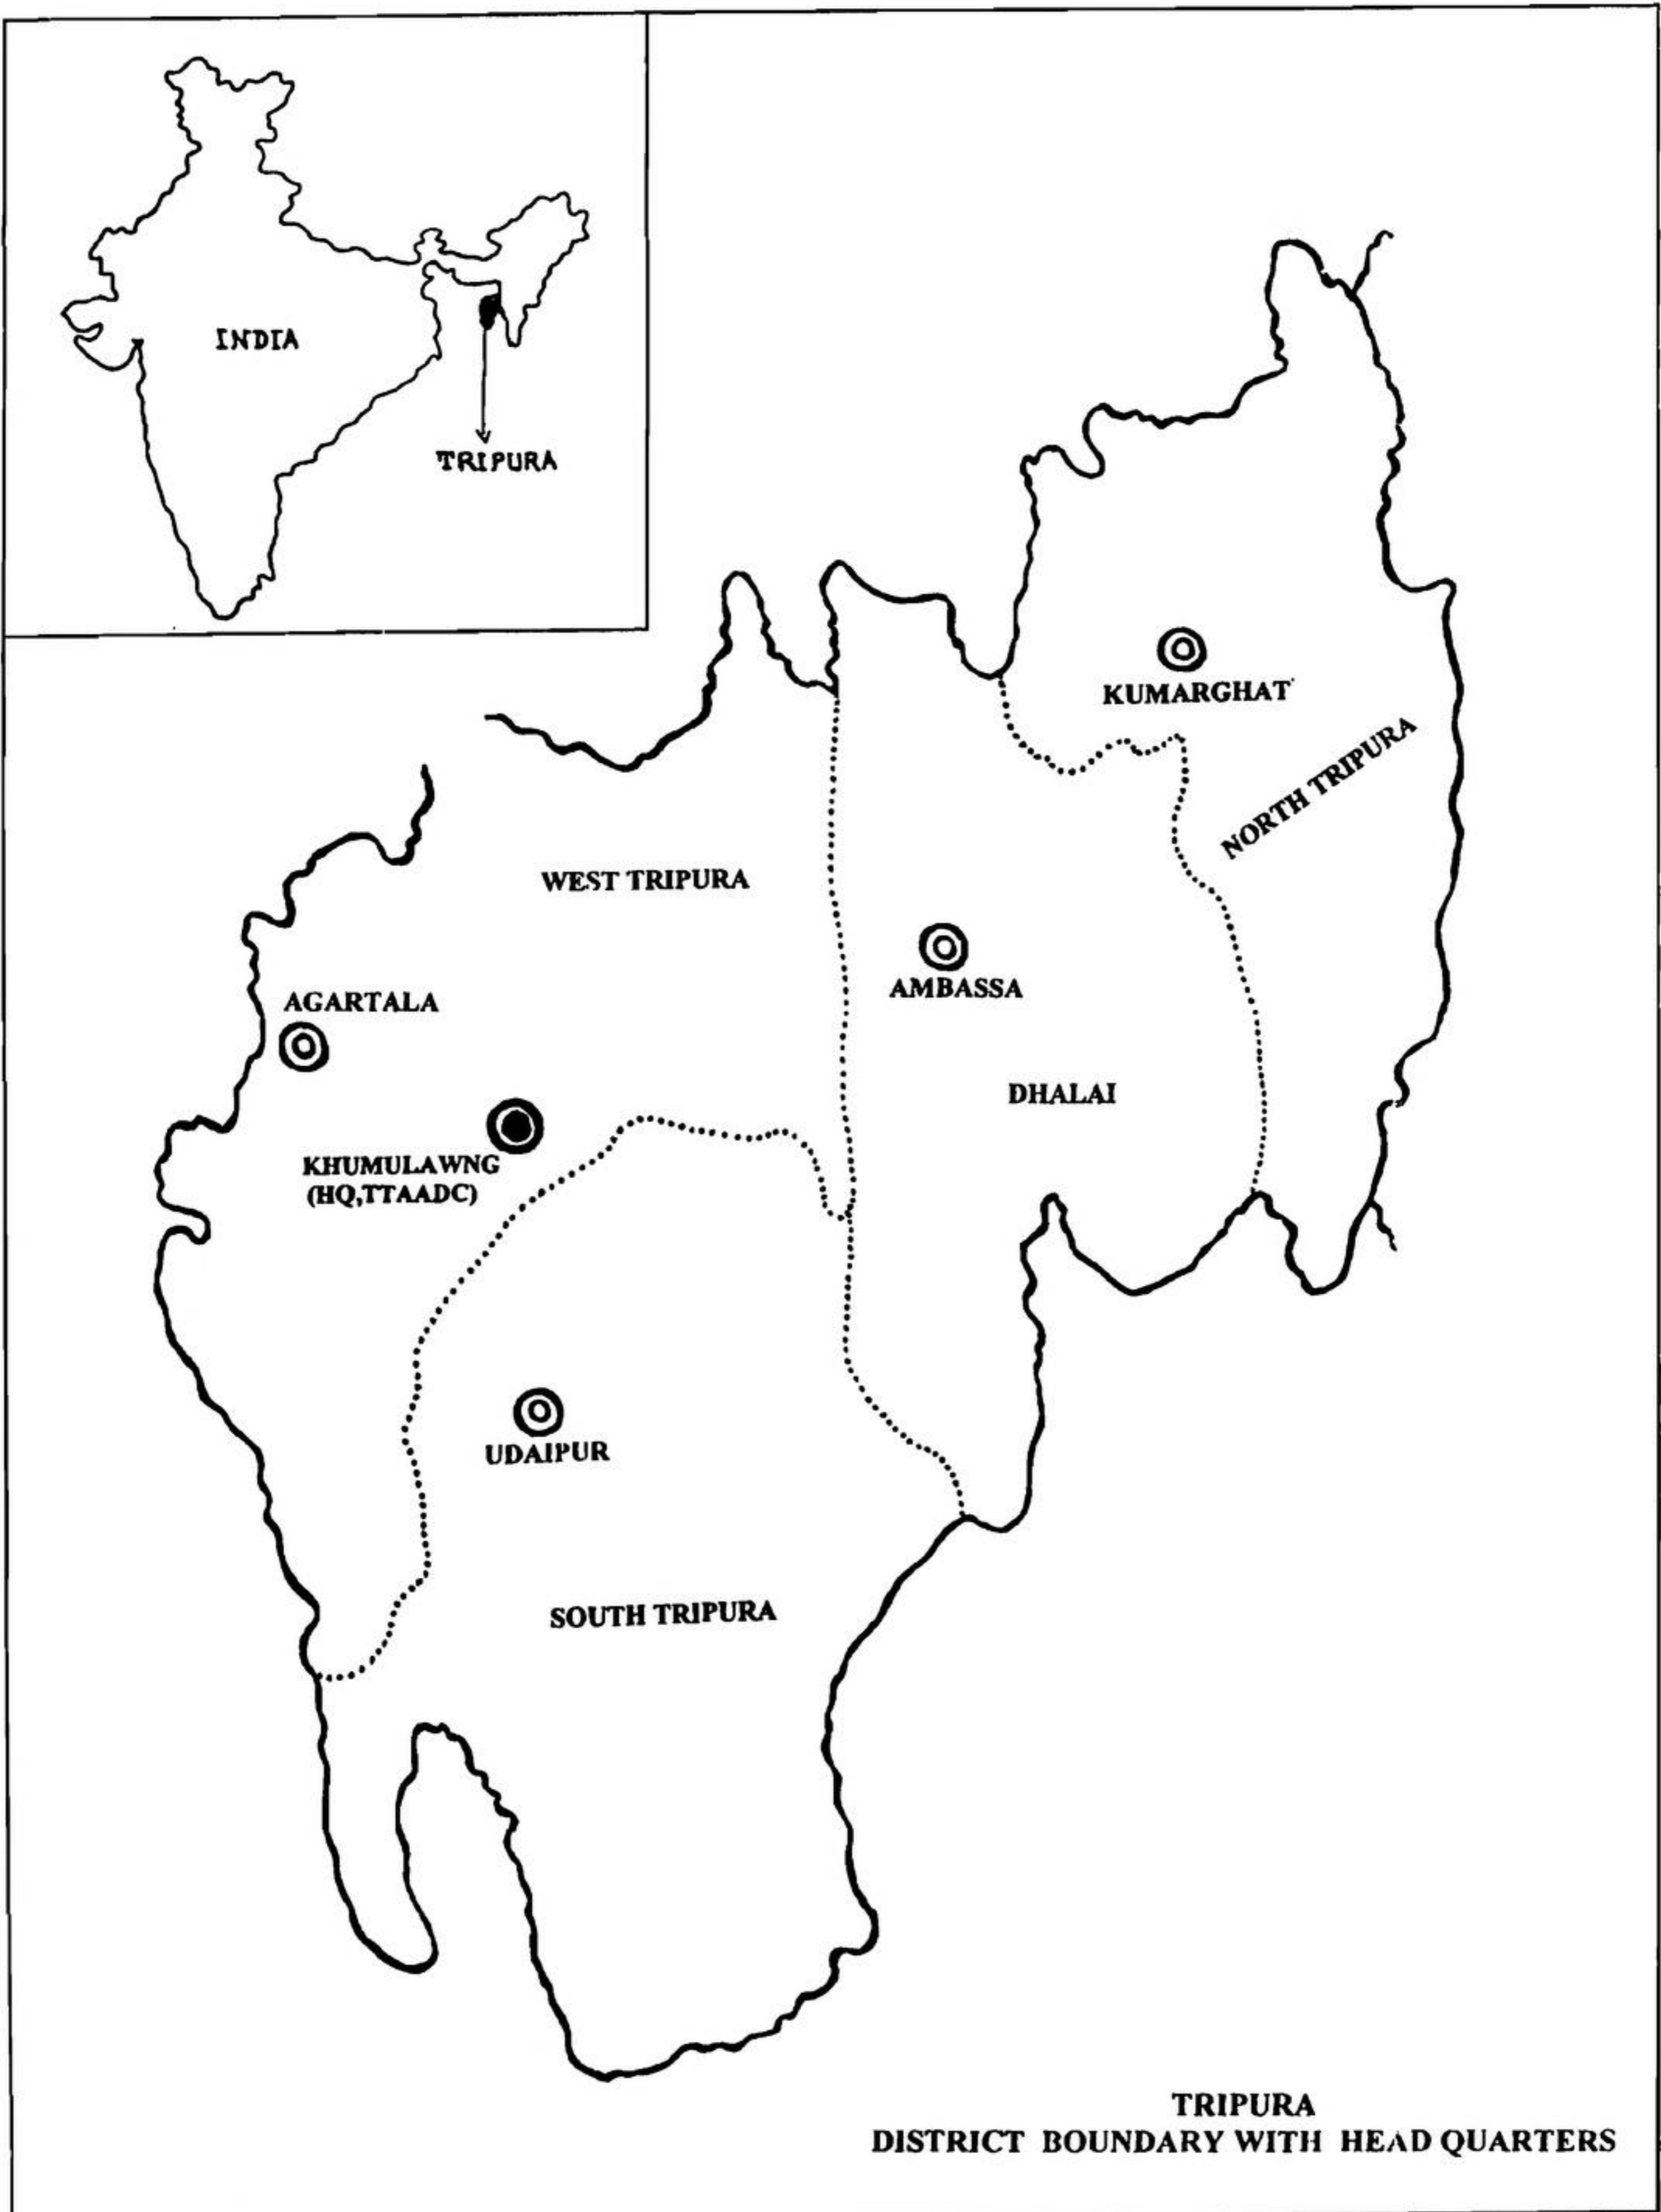 INDIA
TRIPURA
KUMARGHAT
NORTH TRIPURA
WEST TRIPURA
AMBASSA
AGARTALA
DHALAI
KHUMULAWNG
(HQ,TTAADC)
UDAIPUR
SOUTH TRIPURA
TRIPURA
DISTRICT BOUNDARY WITH HEAD QUARTERS